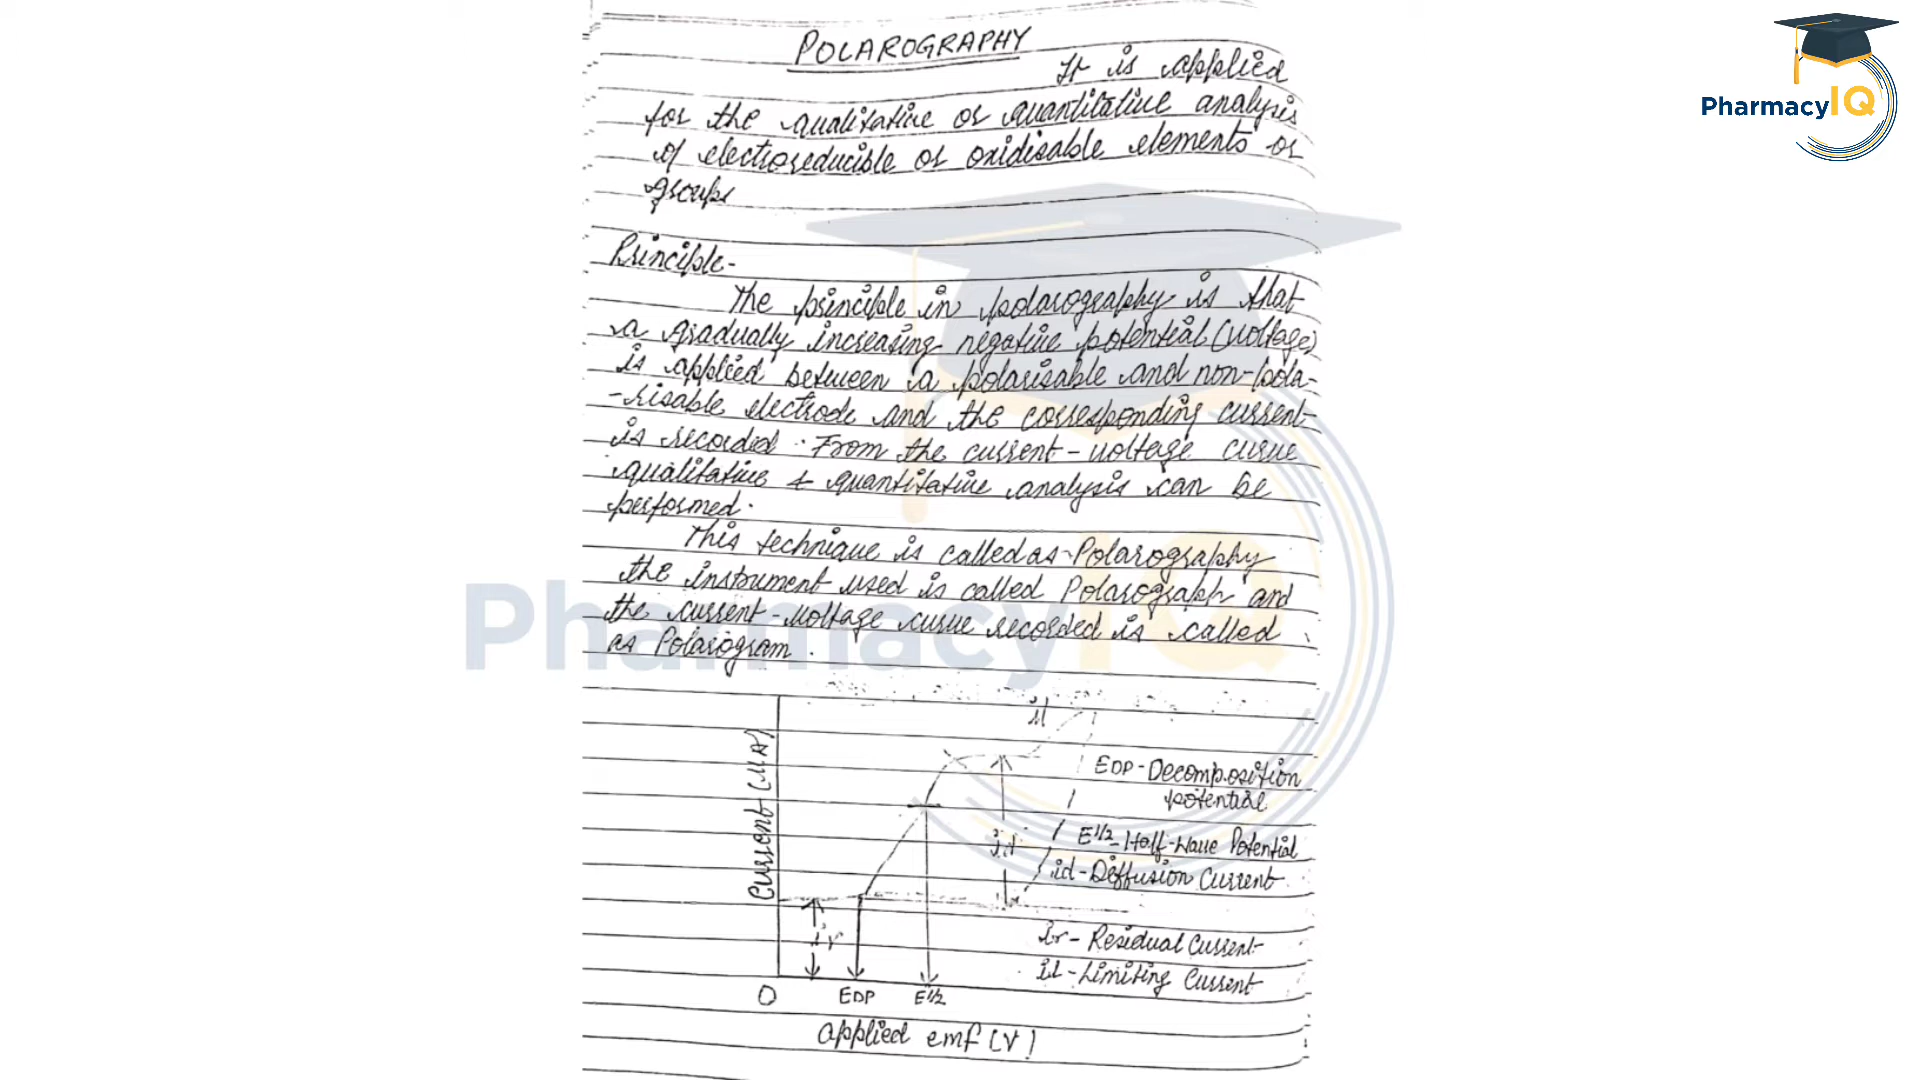 POLAROGRAPHY
It is applied
for the qualitative or quantitative analysis
of electroreducible or oxidisable elements or
groups
PharmacyIQ
Principle-
The principle in polarography is that
a gradually increasing negative potential (voltage)
is applied between a polarisable and non-pola-
-risable electrode and the corresponding current
is recorded. From the current-voltage curve
qualitative & quantitative analysis can be
performed.
This technique is called as Polarography
the instrument used is called Polarograph and
the current-voltage curve recorded is called
as Polarogram.
PharmacyIQ
il
Current (μA)
EDP-Decomposition
potential
id
E1/2-Half-wave Potential
id-Diffusion Current
ir
ir- Residual Current
il-Limiting Current
O EDP E1/2
applied emf (V)